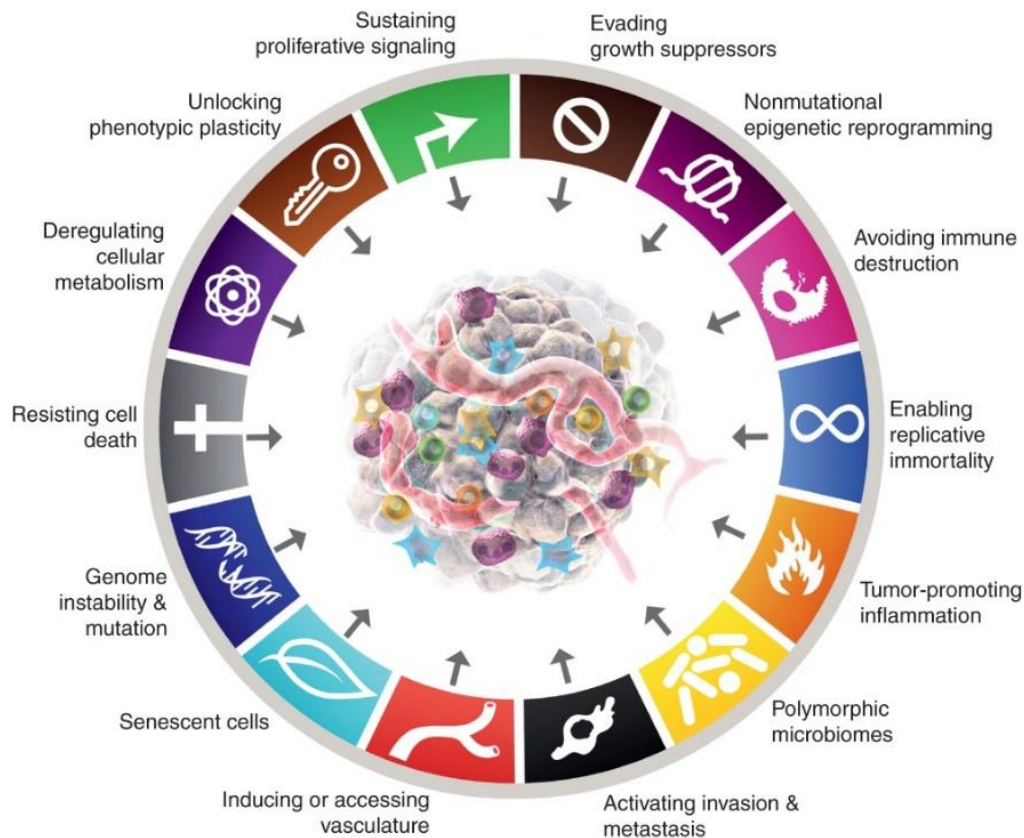 Sustaining
proliferative signaling
Evading
growth suppressors
Nonmutational
epigenetic reprogramming
Avoiding immune
destruction
Enabling
replicative
immortality
Tumor-promoting
inflammation
Polymorphic
microbiomes
Activating invasion &
metastasis
Inducing or accessing
vasculature
Senescent cells
Genome
instability &
mutation
Resisting cell
death
Deregulating
cellular
metabolism
Unlocking
phenotypic plasticity